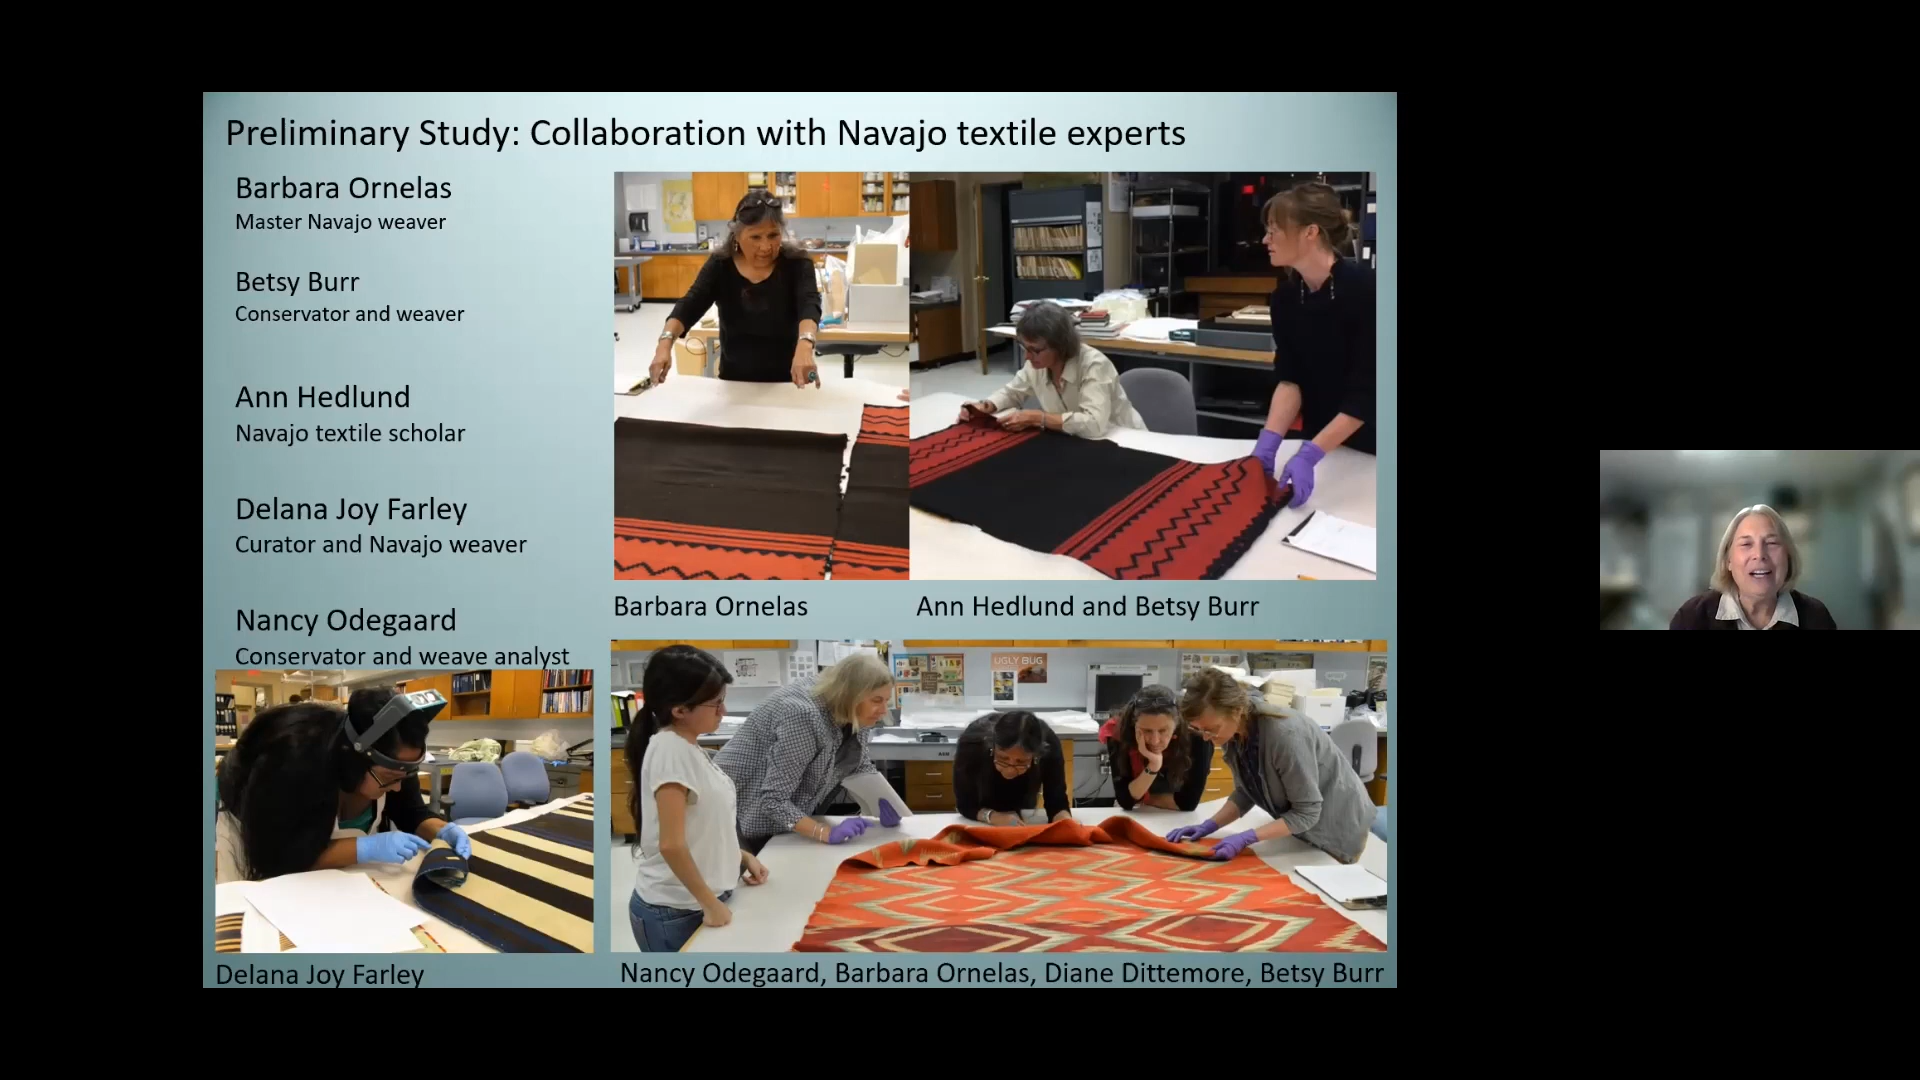 Preliminary Study: Collaboration with Navajo textile experts
Barbara Ornelas
Master Navajo weaver
Betsy Burr
Conservator and weaver
Ann Hedlund
Navajo textile scholar
Delana Joy Farley
Curator and Navajo weaver
Nancy Odegaard
Conservator and weave analyst
Barbara Ornelas
Ann Hedlund and Betsy Burr
UGLY BUG
Delana Joy Farley
Nancy Odegaard, Barbara Ornelas, Diane Dittemore, Betsy Burr